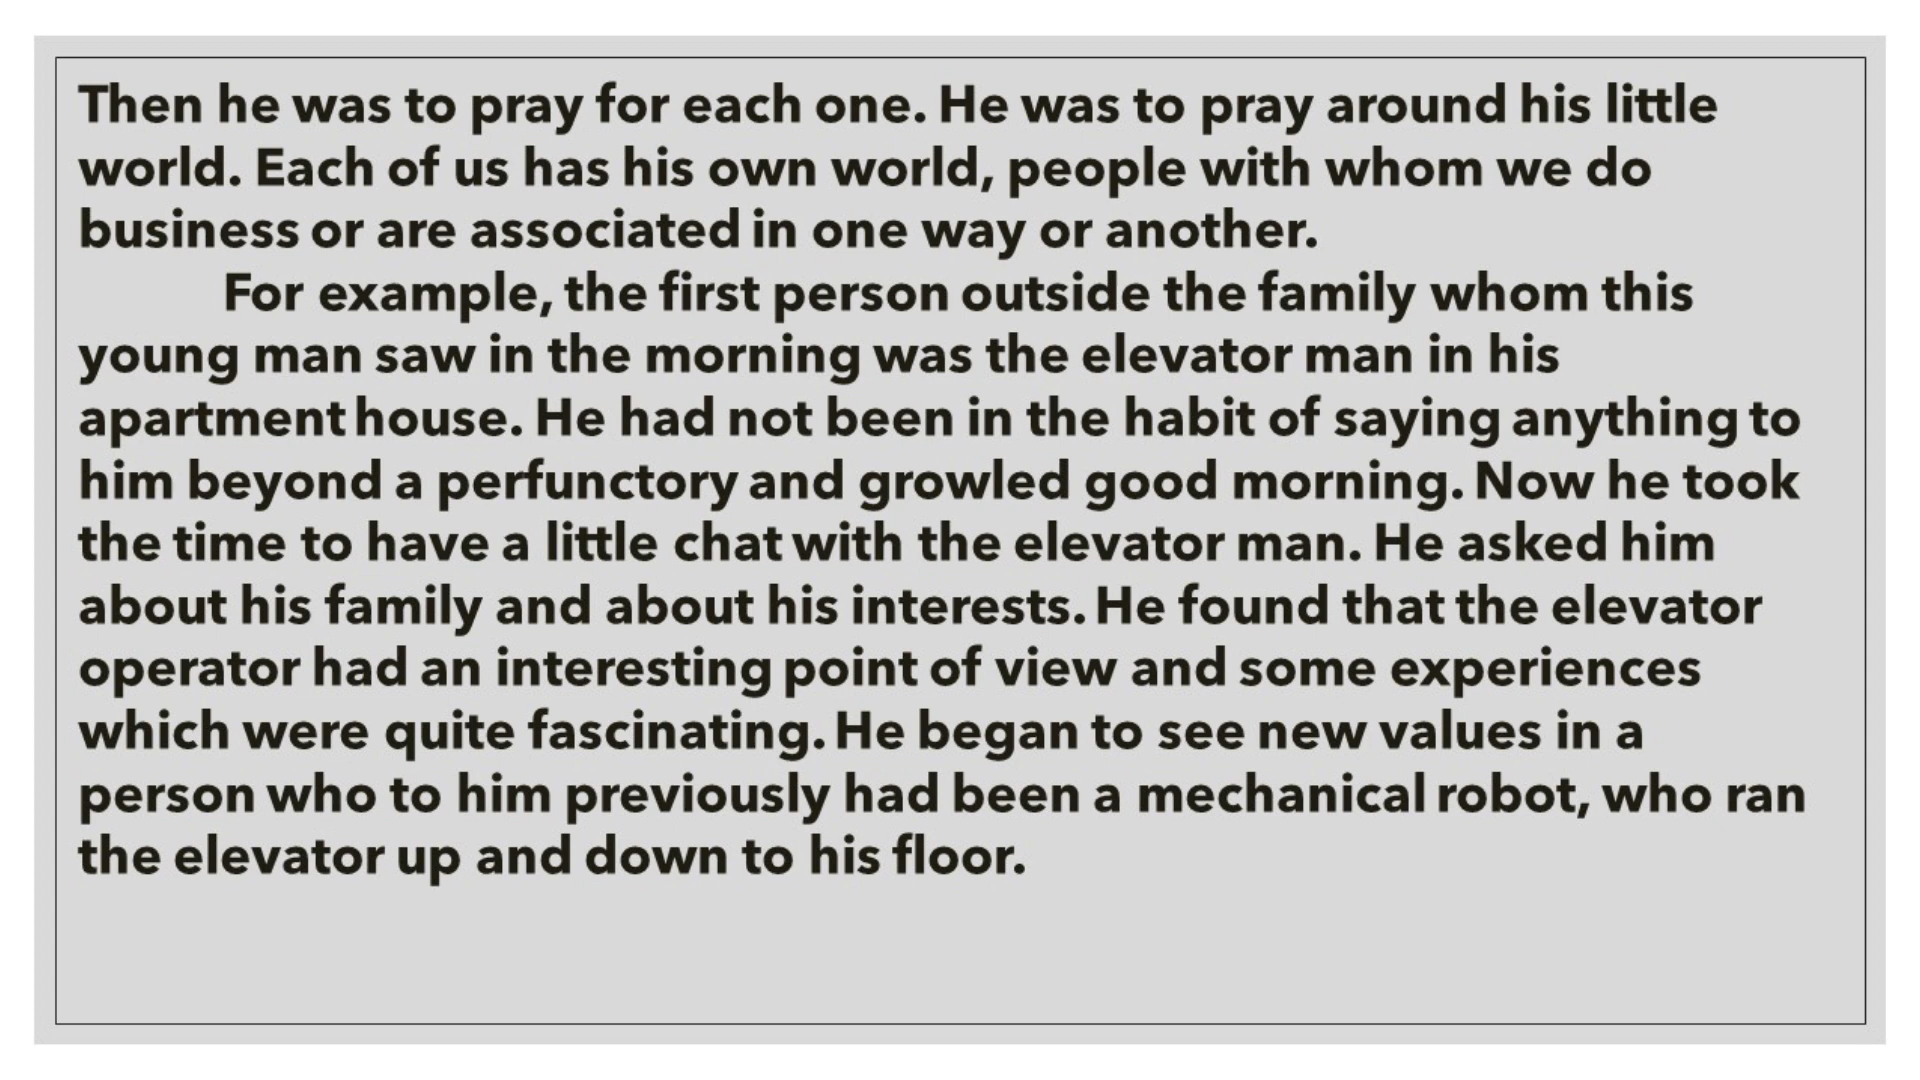 Then he was to pray for each one. He was to pray around his little
world. Each of us has his own world, people with whom we do
business or are associated in one way or another.
For example, the first person outside the family whom this
young man saw in the morning was the elevator man in his
apartment house. He had not been in the habit of saying anything to
him beyond a perfunctory and growled good morning. Now he took
the time to have a little chat with the elevator man. He asked him
about his family and about his interests. He found that the elevator
operator had an interesting point of view and some experiences
which were quite fascinating. He began to see new values in a
person who to him previously had been a mechanical robot, who ran
the elevator up and down to his floor.